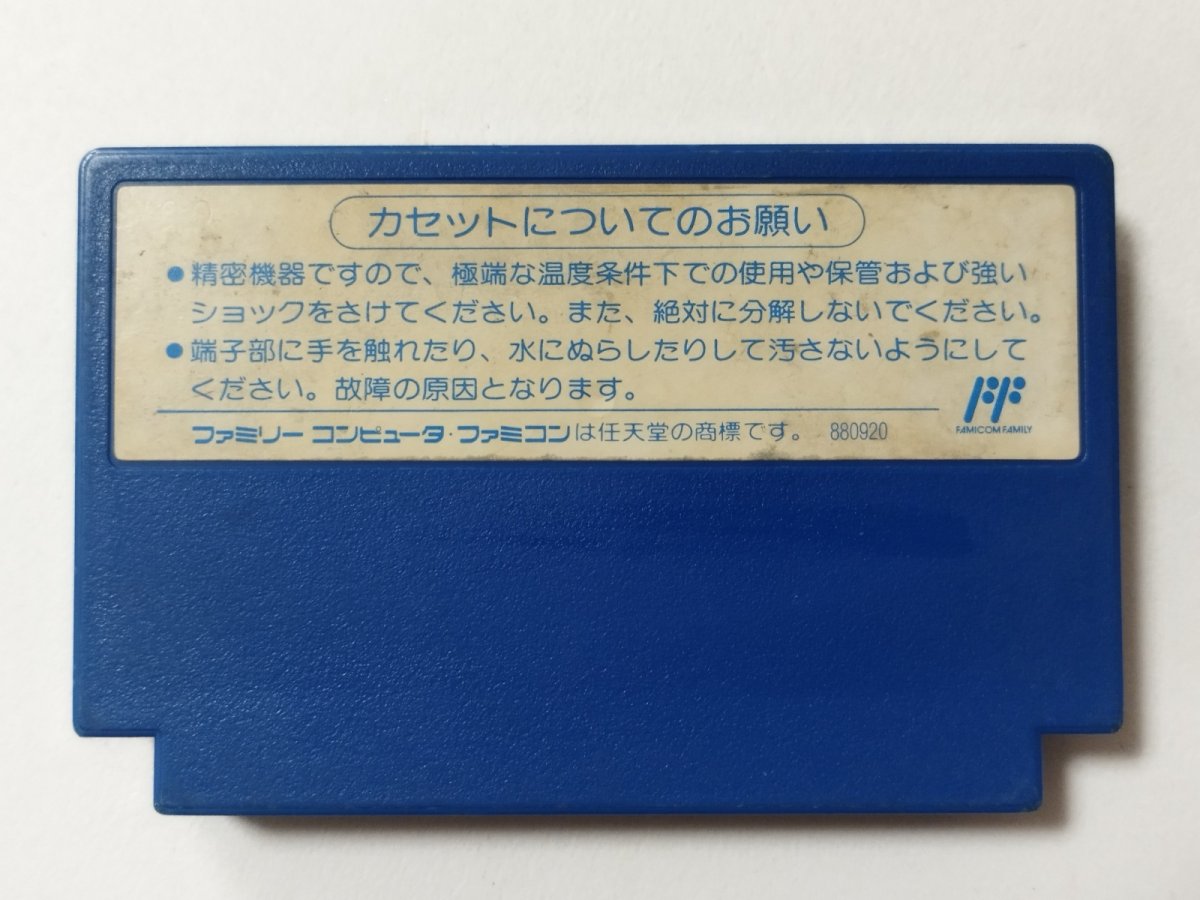 カセットについてのお願い
●精密機器ですので、極端な温度条件下での使用や保管および強い
ショックをさけてください。また、絶対に分解しないでください。
●端子部に手を触れたり、水にぬらしたりして汚さないようにして
ください。故障の原因となります。
FAMICOM FAMILY
ファミリー コンピュータ・ファミコンは任天堂の商標です。 880920